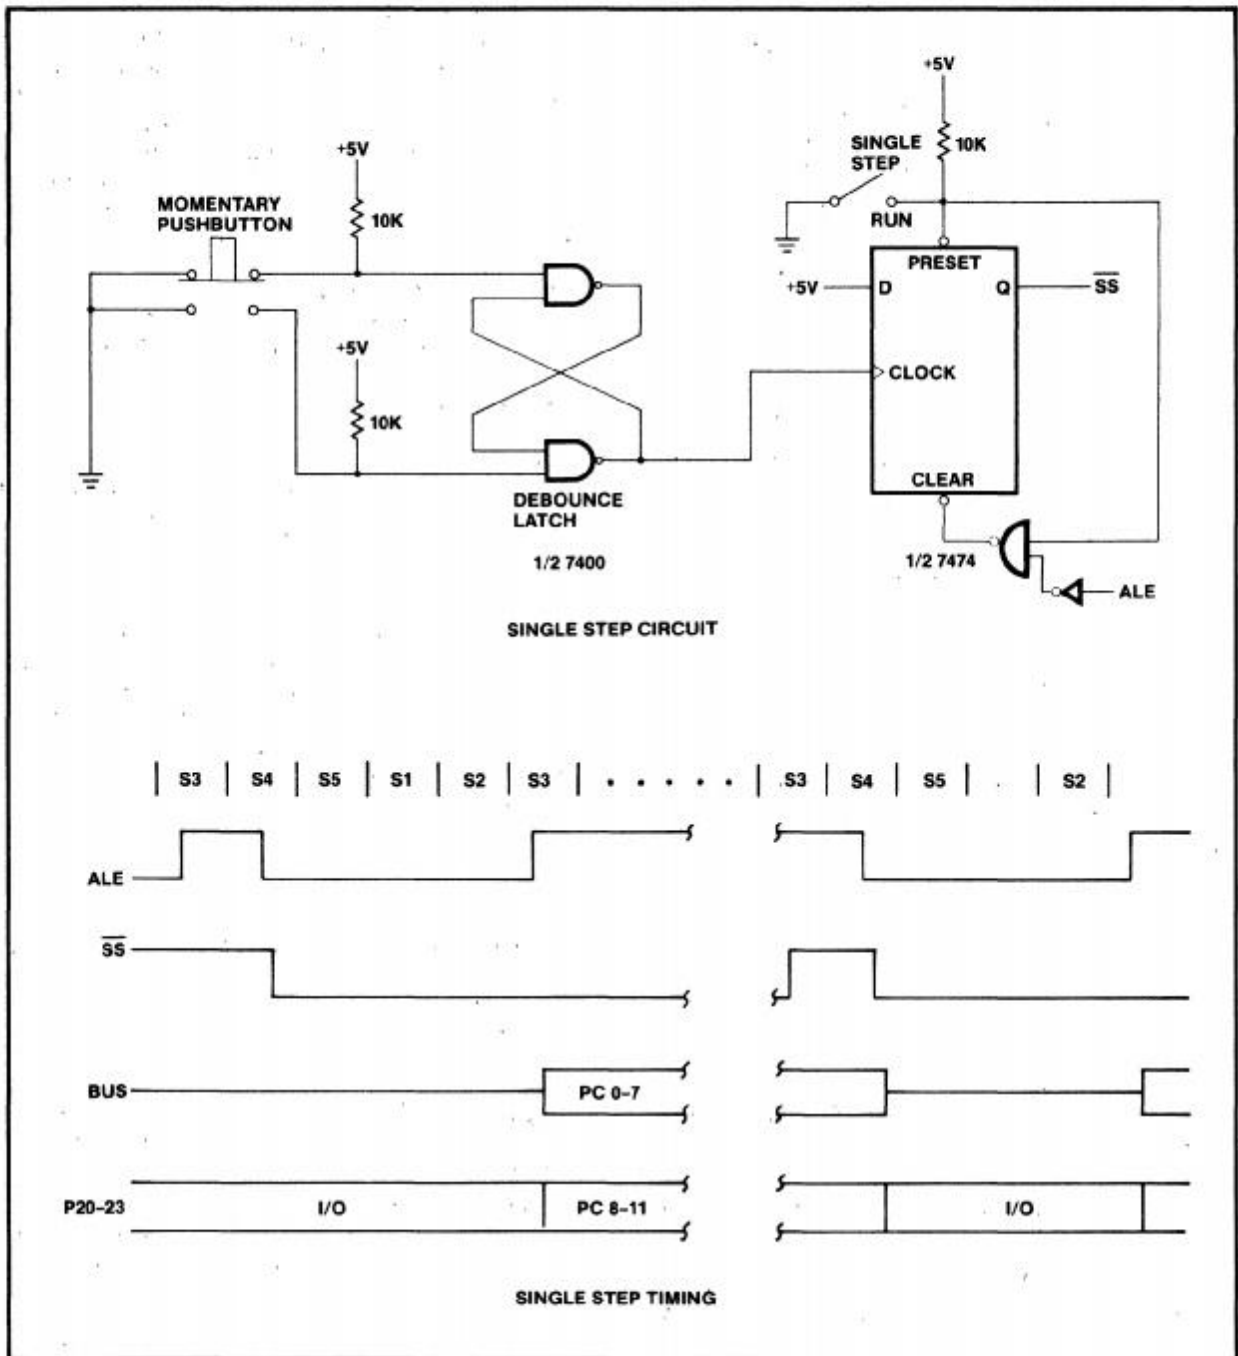 +5V
SINGLE
STEP
10K
+5V
MOMENTARY
PUSHBUTTON
10K
RUN
PRESET
+5V
D
Q
SS
+5V
CLOCK
10K
CLEAR
DEBOUNCE
LATCH
1/2 7400
1/2 7474
ALE
SINGLE STEP CIRCUIT
S3 S4 S5 S1 S2 S3 . . . . . S3 S4 S5 S2
ALE
SS
BUS
PC 0-7
P20-23
I/O
PC 8-11
I/O
SINGLE STEP TIMING